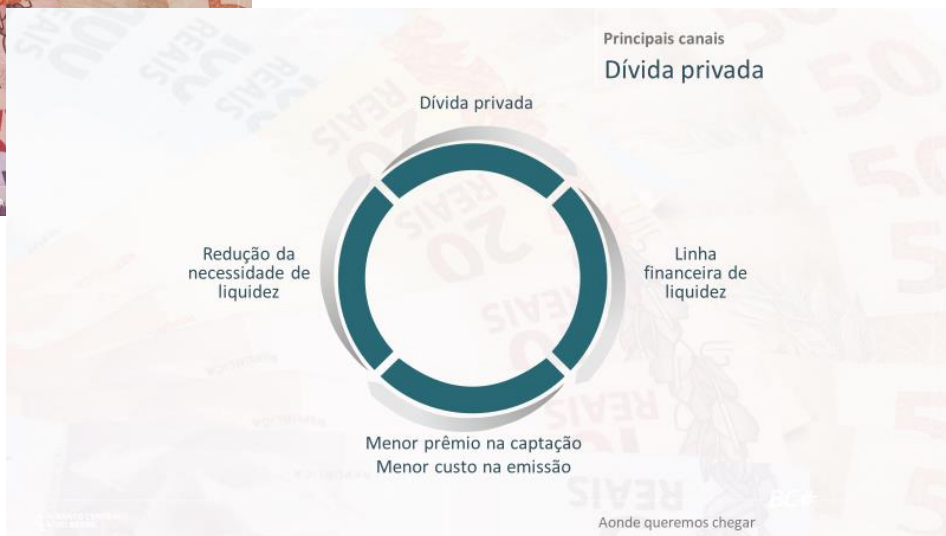 Principais canais
Dívida privada
Dívida privada
Redução da
necessidade de
liquidez
Linha
financeira de
liquidez
Menor prêmio na captação
Menor custo na emissão
Aonde queremos chegar